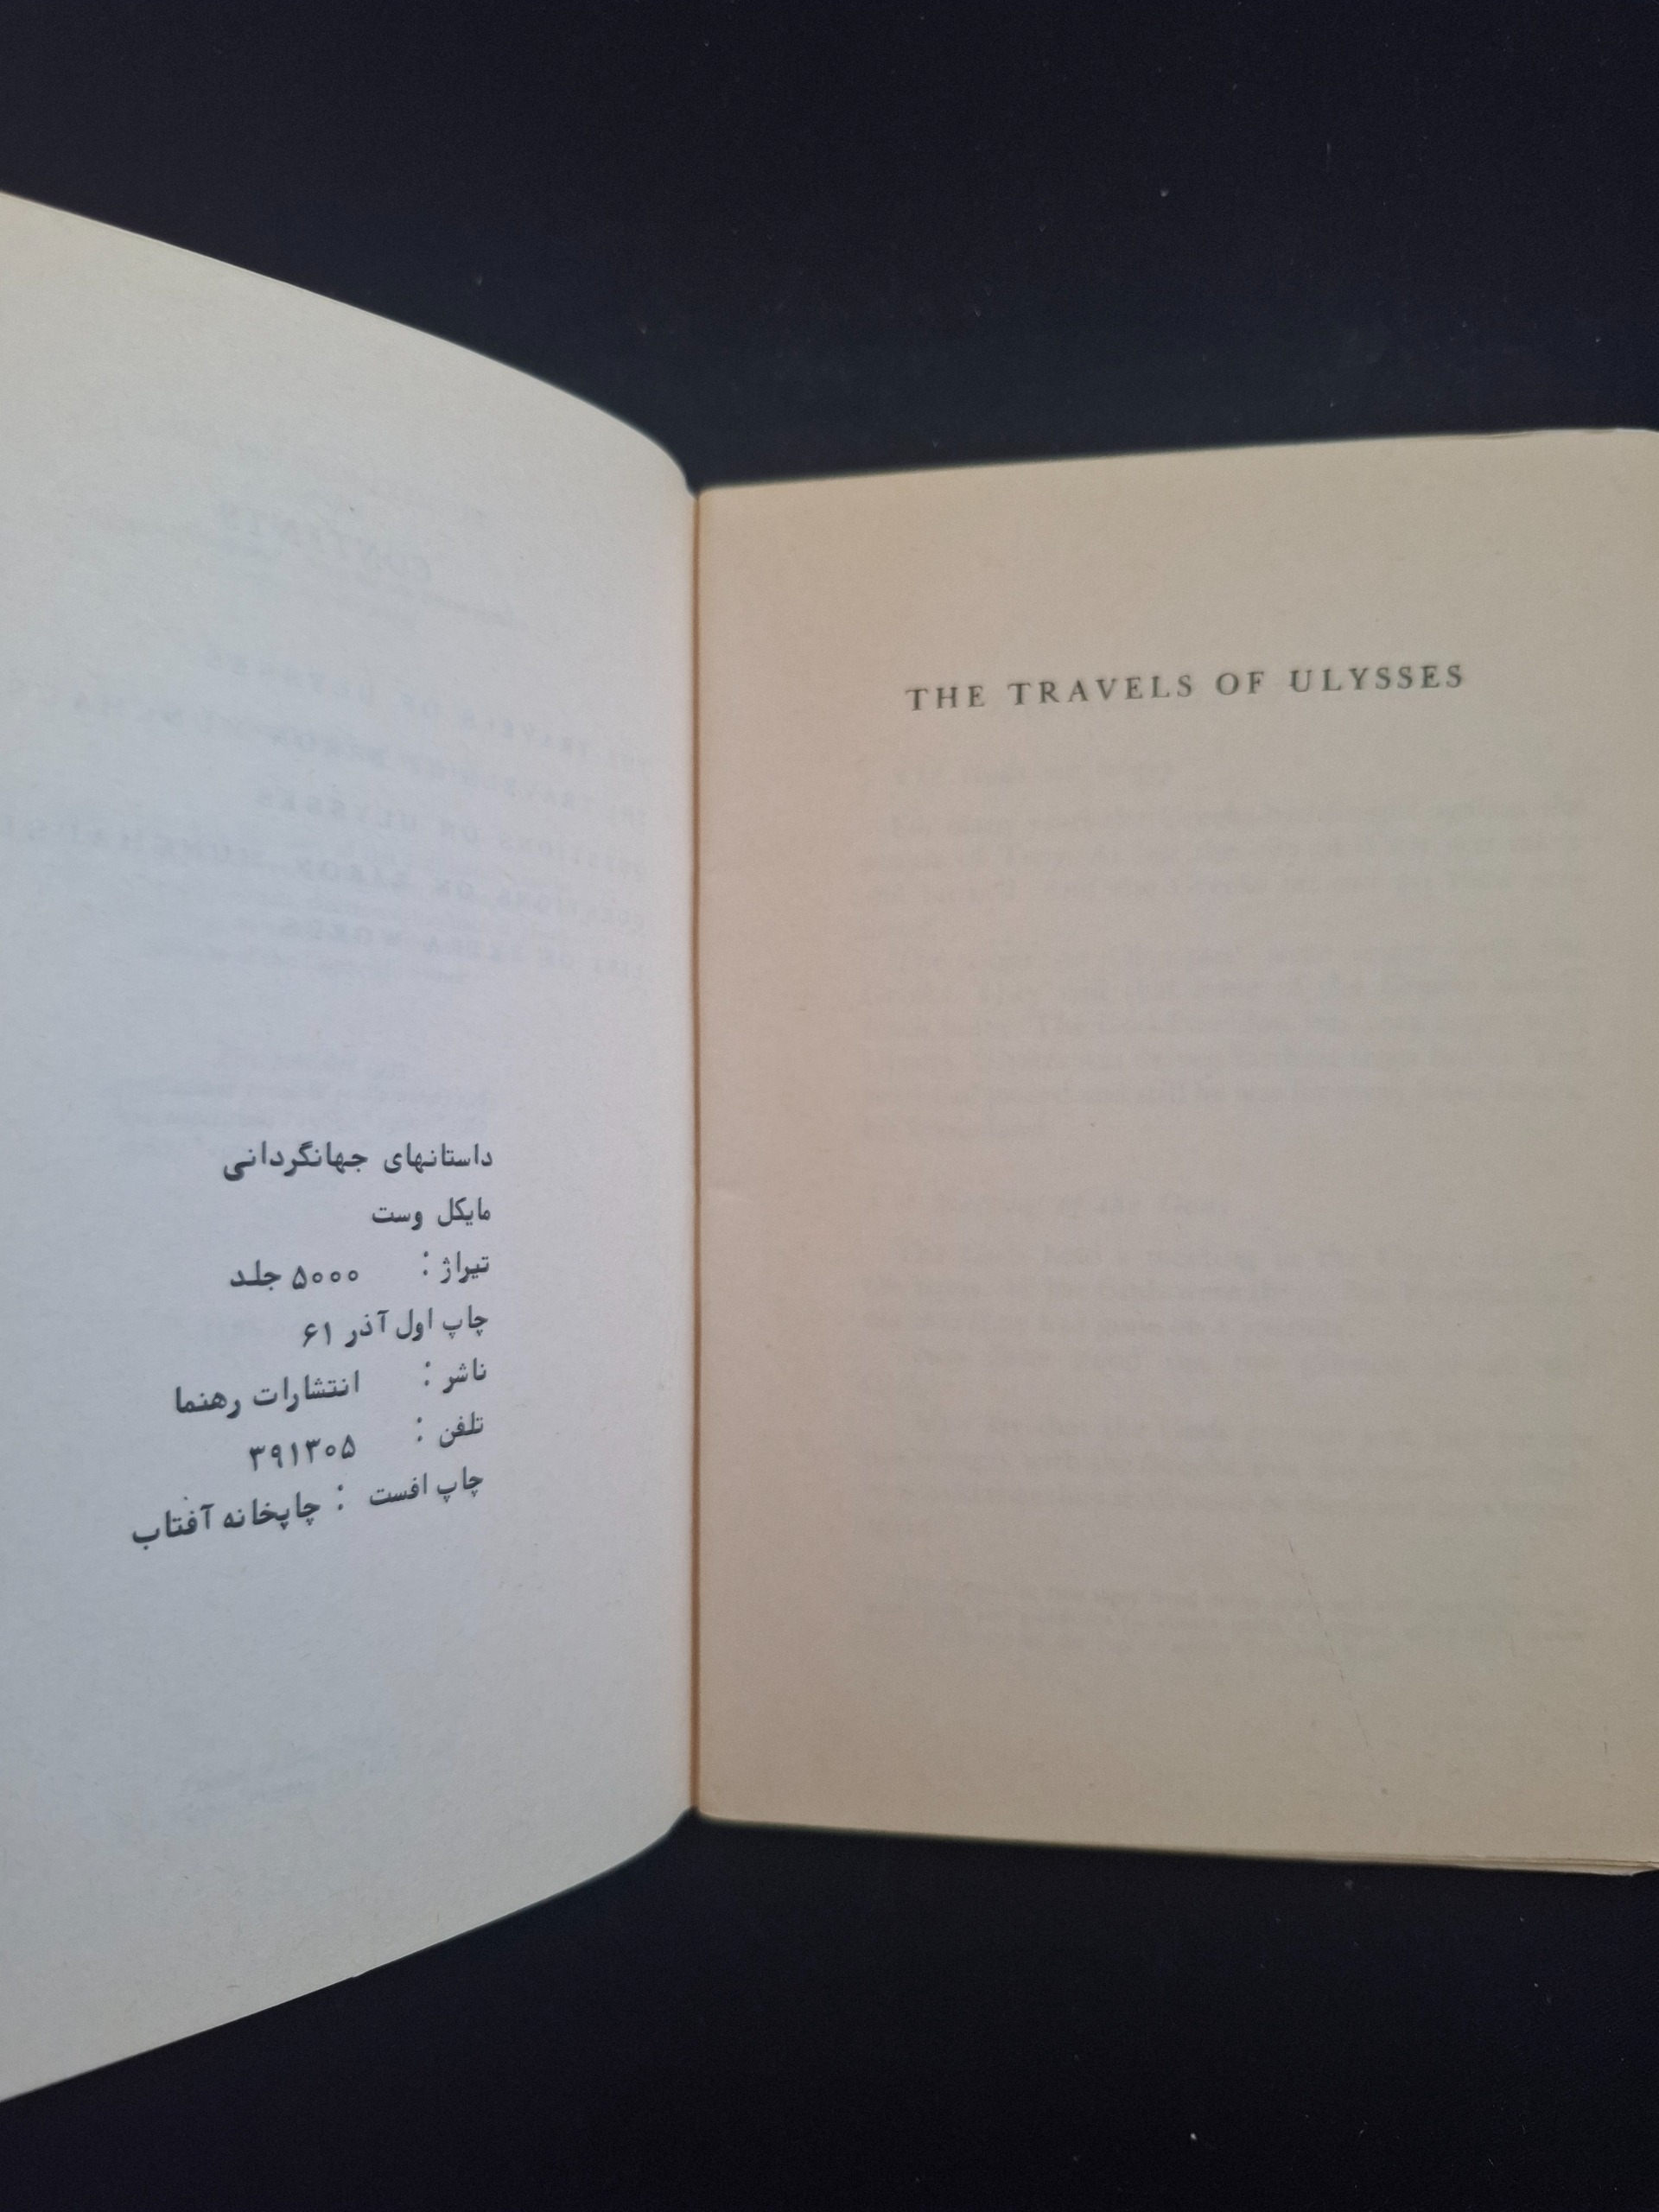 داستانهای جهانگردانی
مایکل وست
تیراژ : ۵۰۰۰ جلد
چاپ اول آذر ۶۱
ناشر : انتشارات رهنما
تلفن : ۳۹۱۳۰۵
چاپ افست : چاپخانه آفتاب
THE TRAVELS OF ULYSSES